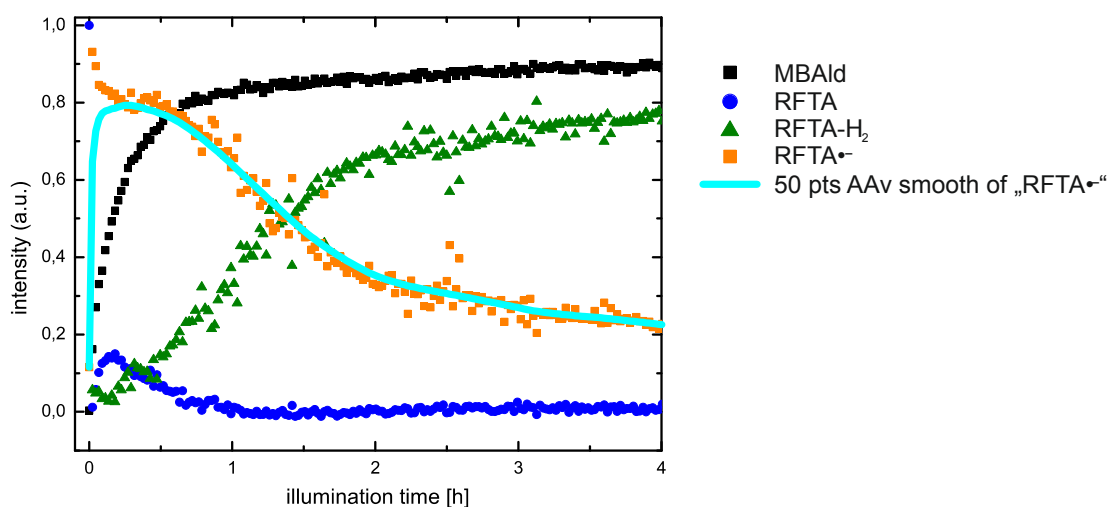 1,0
0,8
0,6
0,4
0,2
0,0
intensity (a.u.)
0
1
2
3
4
illumination time [h]
MBAld
RFTA
RFTA-H₂
RFTA•-
50 pts AAv smooth of „RFTA•-“